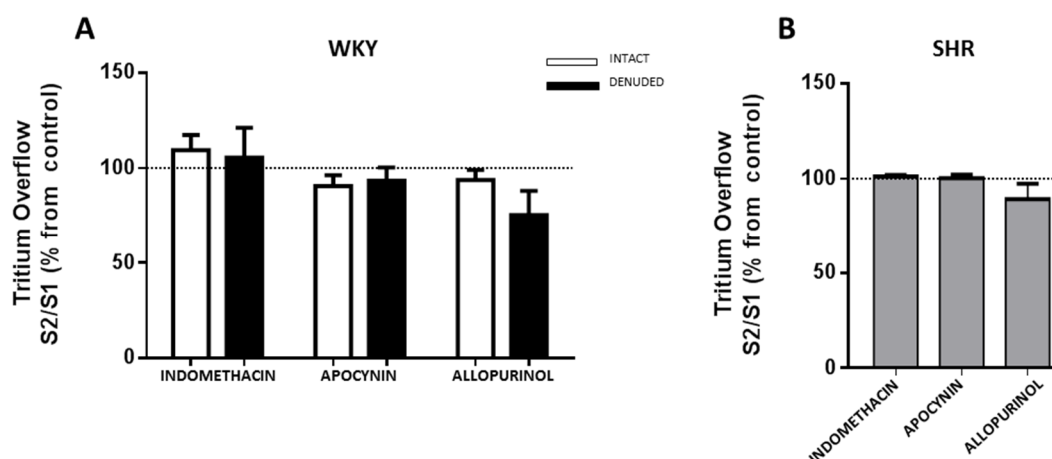 A
WKY
INTACT
DENUDED
Tritium Overflow
S2/S1 (% from control)
150
100
50
0
INDOMETHACIN
APOCYNIN
ALLOPURINOL
B
SHR
Tritium Overflow
S2/S1 (% from control)
150
100
50
0
INDOMETHACIN
APOCYNIN
ALLOPURINOL